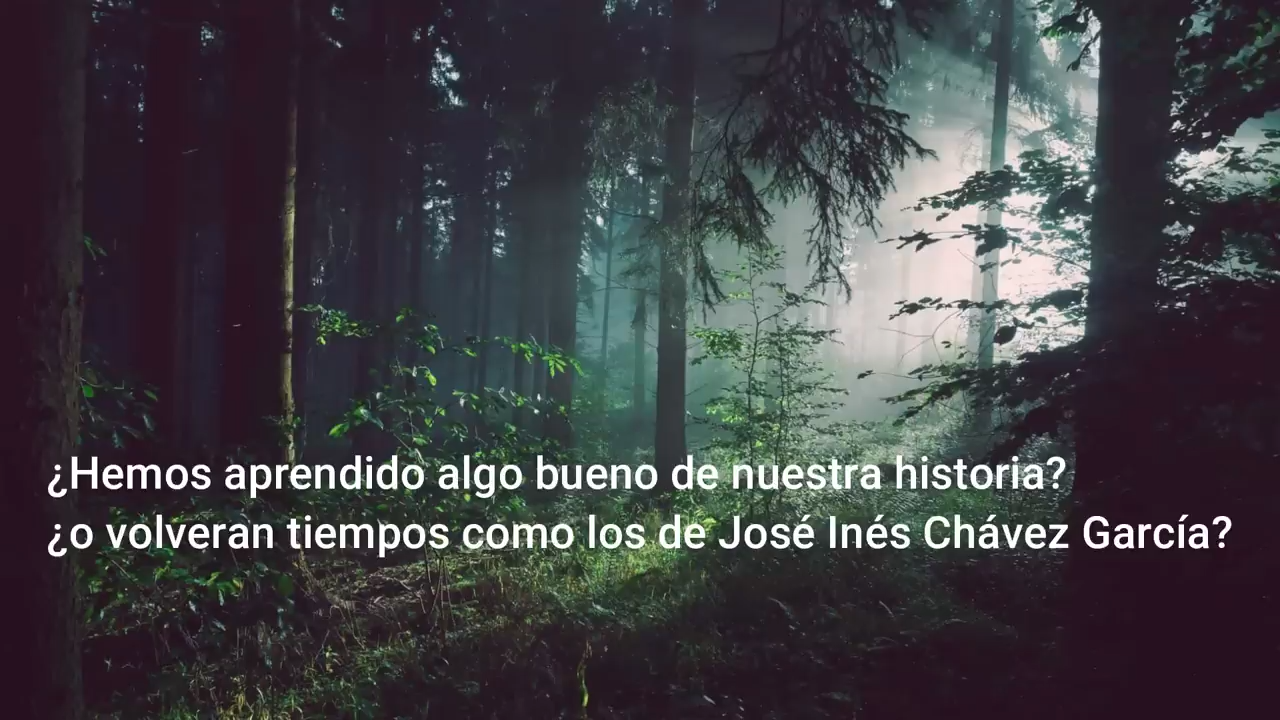 ¿Hemos aprendido algo bueno de nuestra historia?
¿o volveran tiempos como los de José Inés Chávez García?